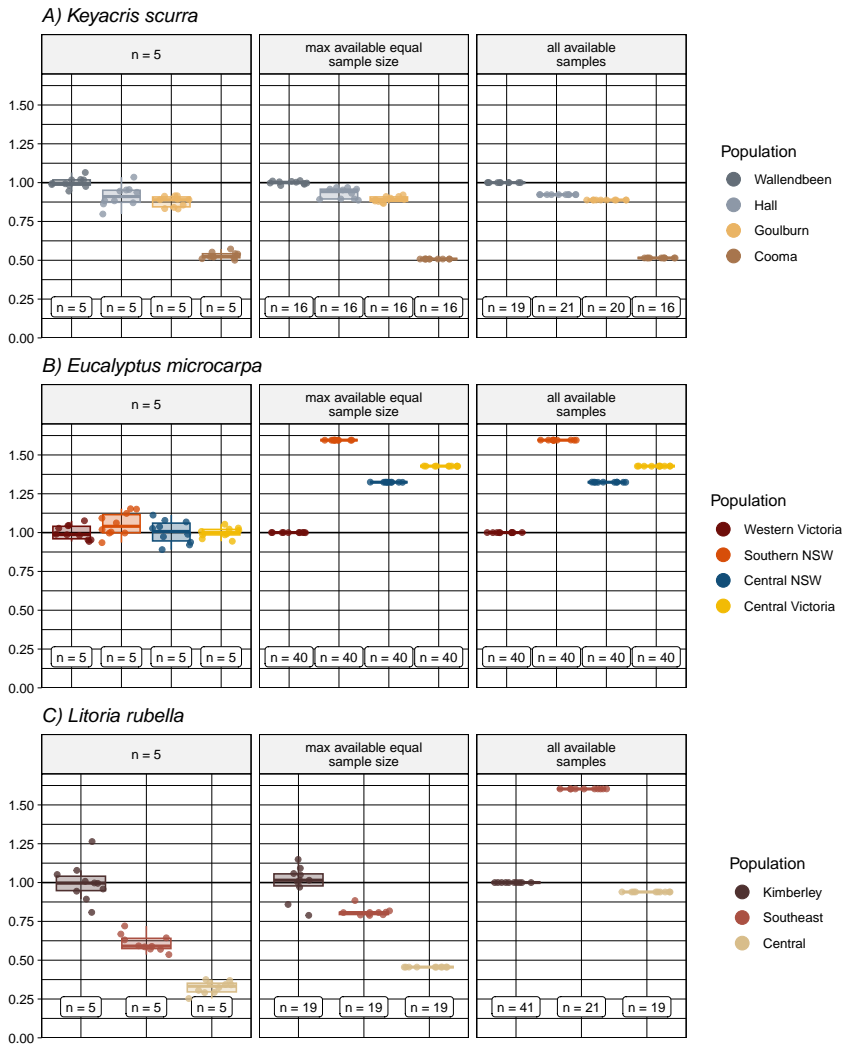 A) Keyacris scurra
n = 5
max available equal
sample size
all available
samples
1.50
1.25
1.00
0.75
0.50
0.25
0.00
n = 5 n = 5 n = 5 n = 5
n = 16 n = 16 n = 16 n = 16
n = 19 n = 21 n = 20 n = 16
Population
Wallendbeen
Hall
Goulburn
Cooma
B) Eucalyptus microcarpa
n = 5
max available equal
sample size
all available
samples
1.50
1.25
1.00
0.75
0.50
0.25
0.00
n = 5 n = 5 n = 5 n = 5
n = 40 n = 40 n = 40 n = 40
n = 40 n = 40 n = 40 n = 40
Population
Western Victoria
Southern NSW
Central NSW
Central Victoria
C) Litoria rubella
n = 5
max available equal
sample size
all available
samples
1.50
1.25
1.00
0.75
0.50
0.25
0.00
n = 5 n = 5 n = 5
n = 19 n = 19 n = 19
n = 41 n = 21 n = 19
Population
Kimberley
Southeast
Central